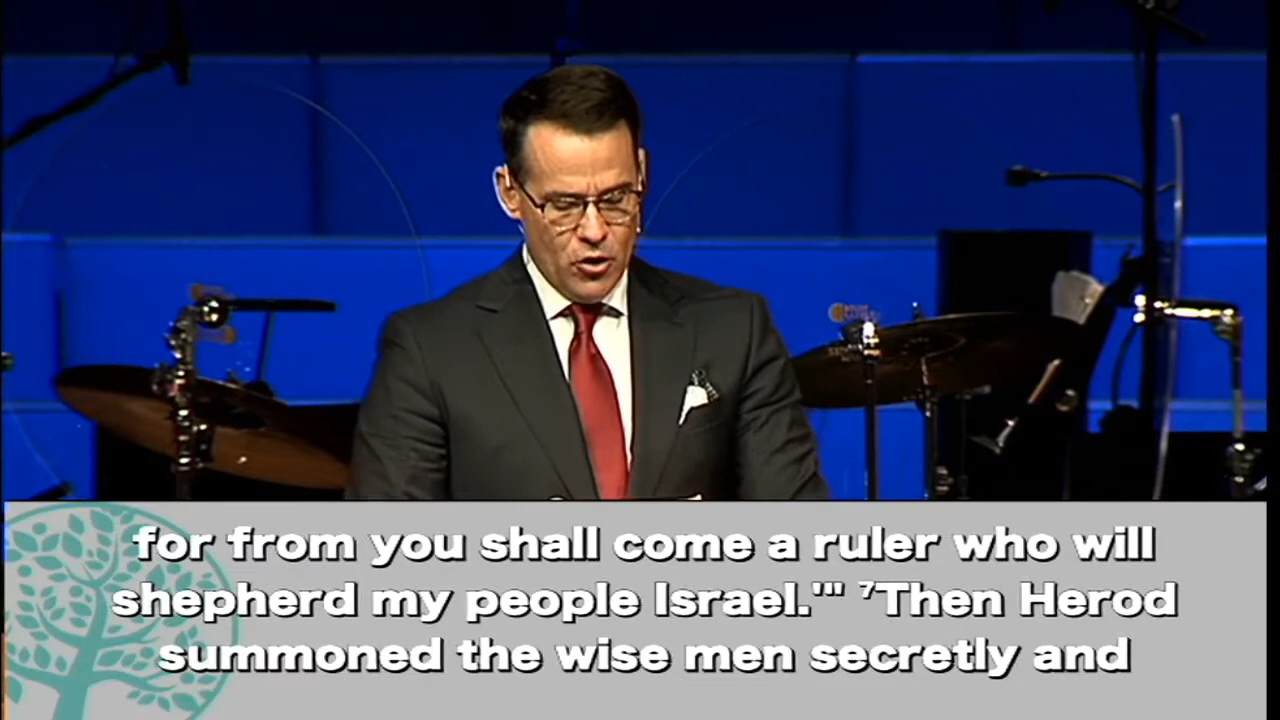 for from you shall come a ruler who will
shepherd my people Israel.'" ⁷Then Herod
summoned the wise men secretly and